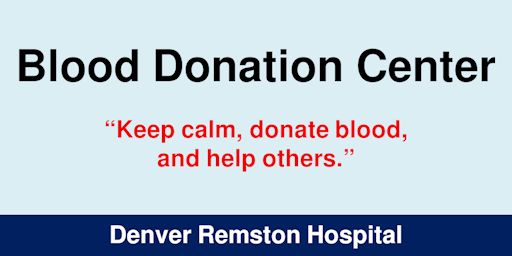 Blood Donation Center
“Keep calm, donate blood,
and help others.”
Denver Remston Hospital